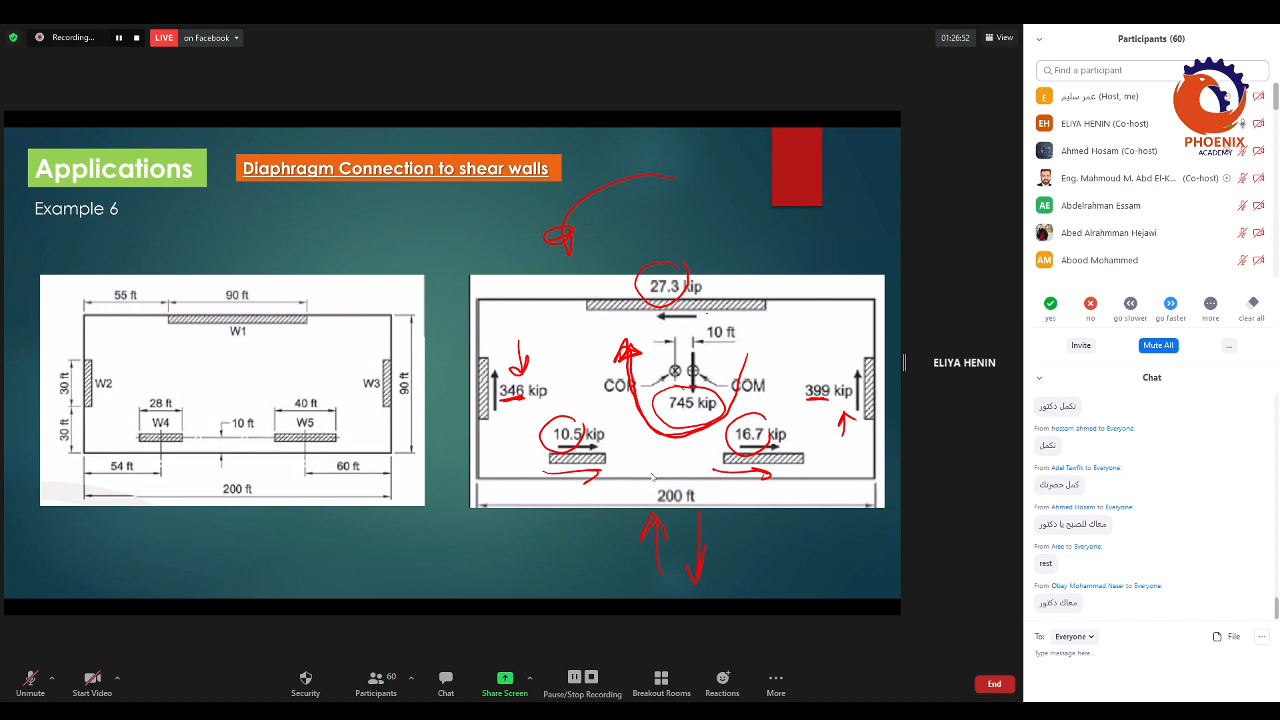 Recording...
LIVE on Facebook
01:26:52
View
Applications
Diaphragm Connection to shear walls
Example 6
55 ft
90 ft
W1
30 ft
W2
W3
90 ft
28 ft
40 ft
30 ft
W4
10 ft
W5
54 ft
60 ft
200 ft
27.3 kip
10 ft
COR
COM
346 kip
745 kip
399 kip
10.5 kip
16.7 kip
200 ft
ELIYA HENIN
Participants (60)
Find a participant
ع
عمر سليم (Host, me)
EH
ELIYA HENIN (Co-host)
Ahmed Hosam (Co-host)
Eng. Mahmoud M. Abd El-K... (Co-host)
AE
Abdelrahman Essam
Abed Alrahmman Hejawi
AM
Abood Mohammed
PHOENIX
ACADEMY
yes
no
go slower
go faster
more
clear all
Invite
Mute All
...
Chat
نكمل دكتور
From hossam ahmed to Everyone:
نكمل
From Adel Tawfik to Everyone:
كمل حضرتك
From Ahmed Hosam to Everyone:
معاك للصبح يا دكتور
From Aree to Everyone:
rest
From Obay Mohammad Naser to Everyone:
معاك دكتور
To: Everyone
File
...
Type message here...
Unmute
Start Video
Security
60
Participants
Chat
Share Screen
Pause/Stop Recording
Breakout Rooms
Reactions
More
End